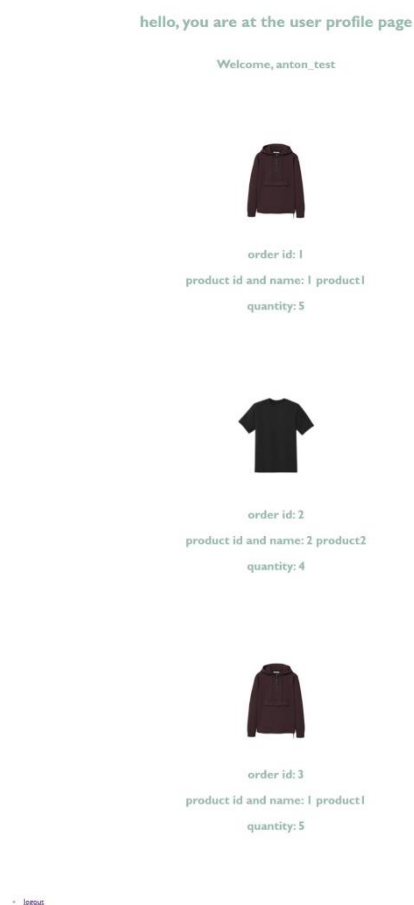 hello, you are at the user profile page
Welcome, anton_test
order id: 1
product id and name: 1 product1
quantity: 5
order id: 2
product id and name: 2 product2
quantity: 4
order id: 3
product id and name: 1 product1
quantity: 5
logout